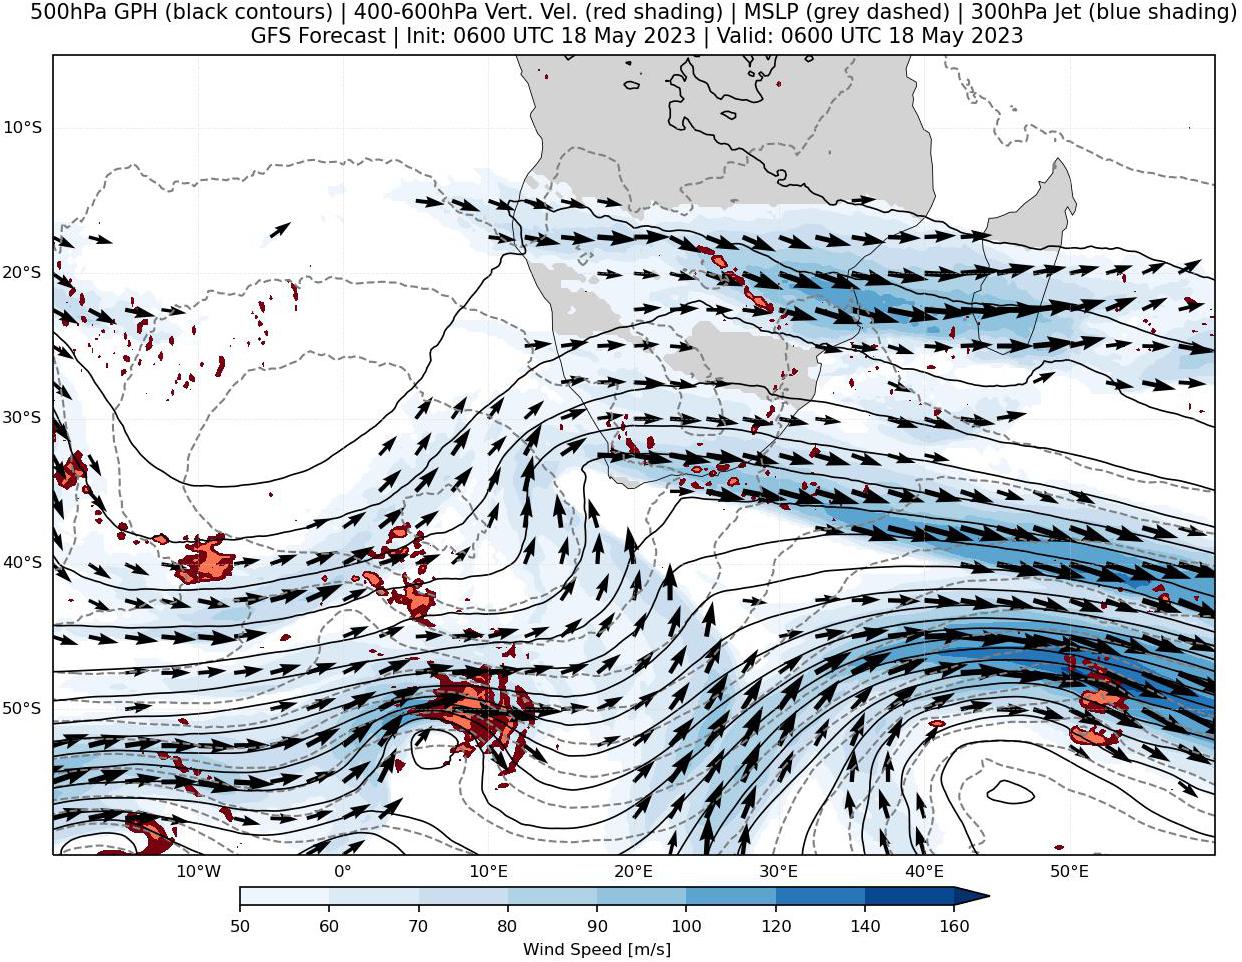 500hPa GPH (black contours) | 400-600hPa Vert. Vel. (red shading) | MSLP (grey dashed) | 300hPa Jet (blue shading)
GFS Forecast | Init: 0600 UTC 18 May 2023 | Valid: 0600 UTC 18 May 2023
10°S
20°S
30°S
40°S
50°S
10°W 0° 10°E 20°E 30°E 40°E 50°E
50 60 70 80 90 100 120 140 160
Wind Speed [m/s]